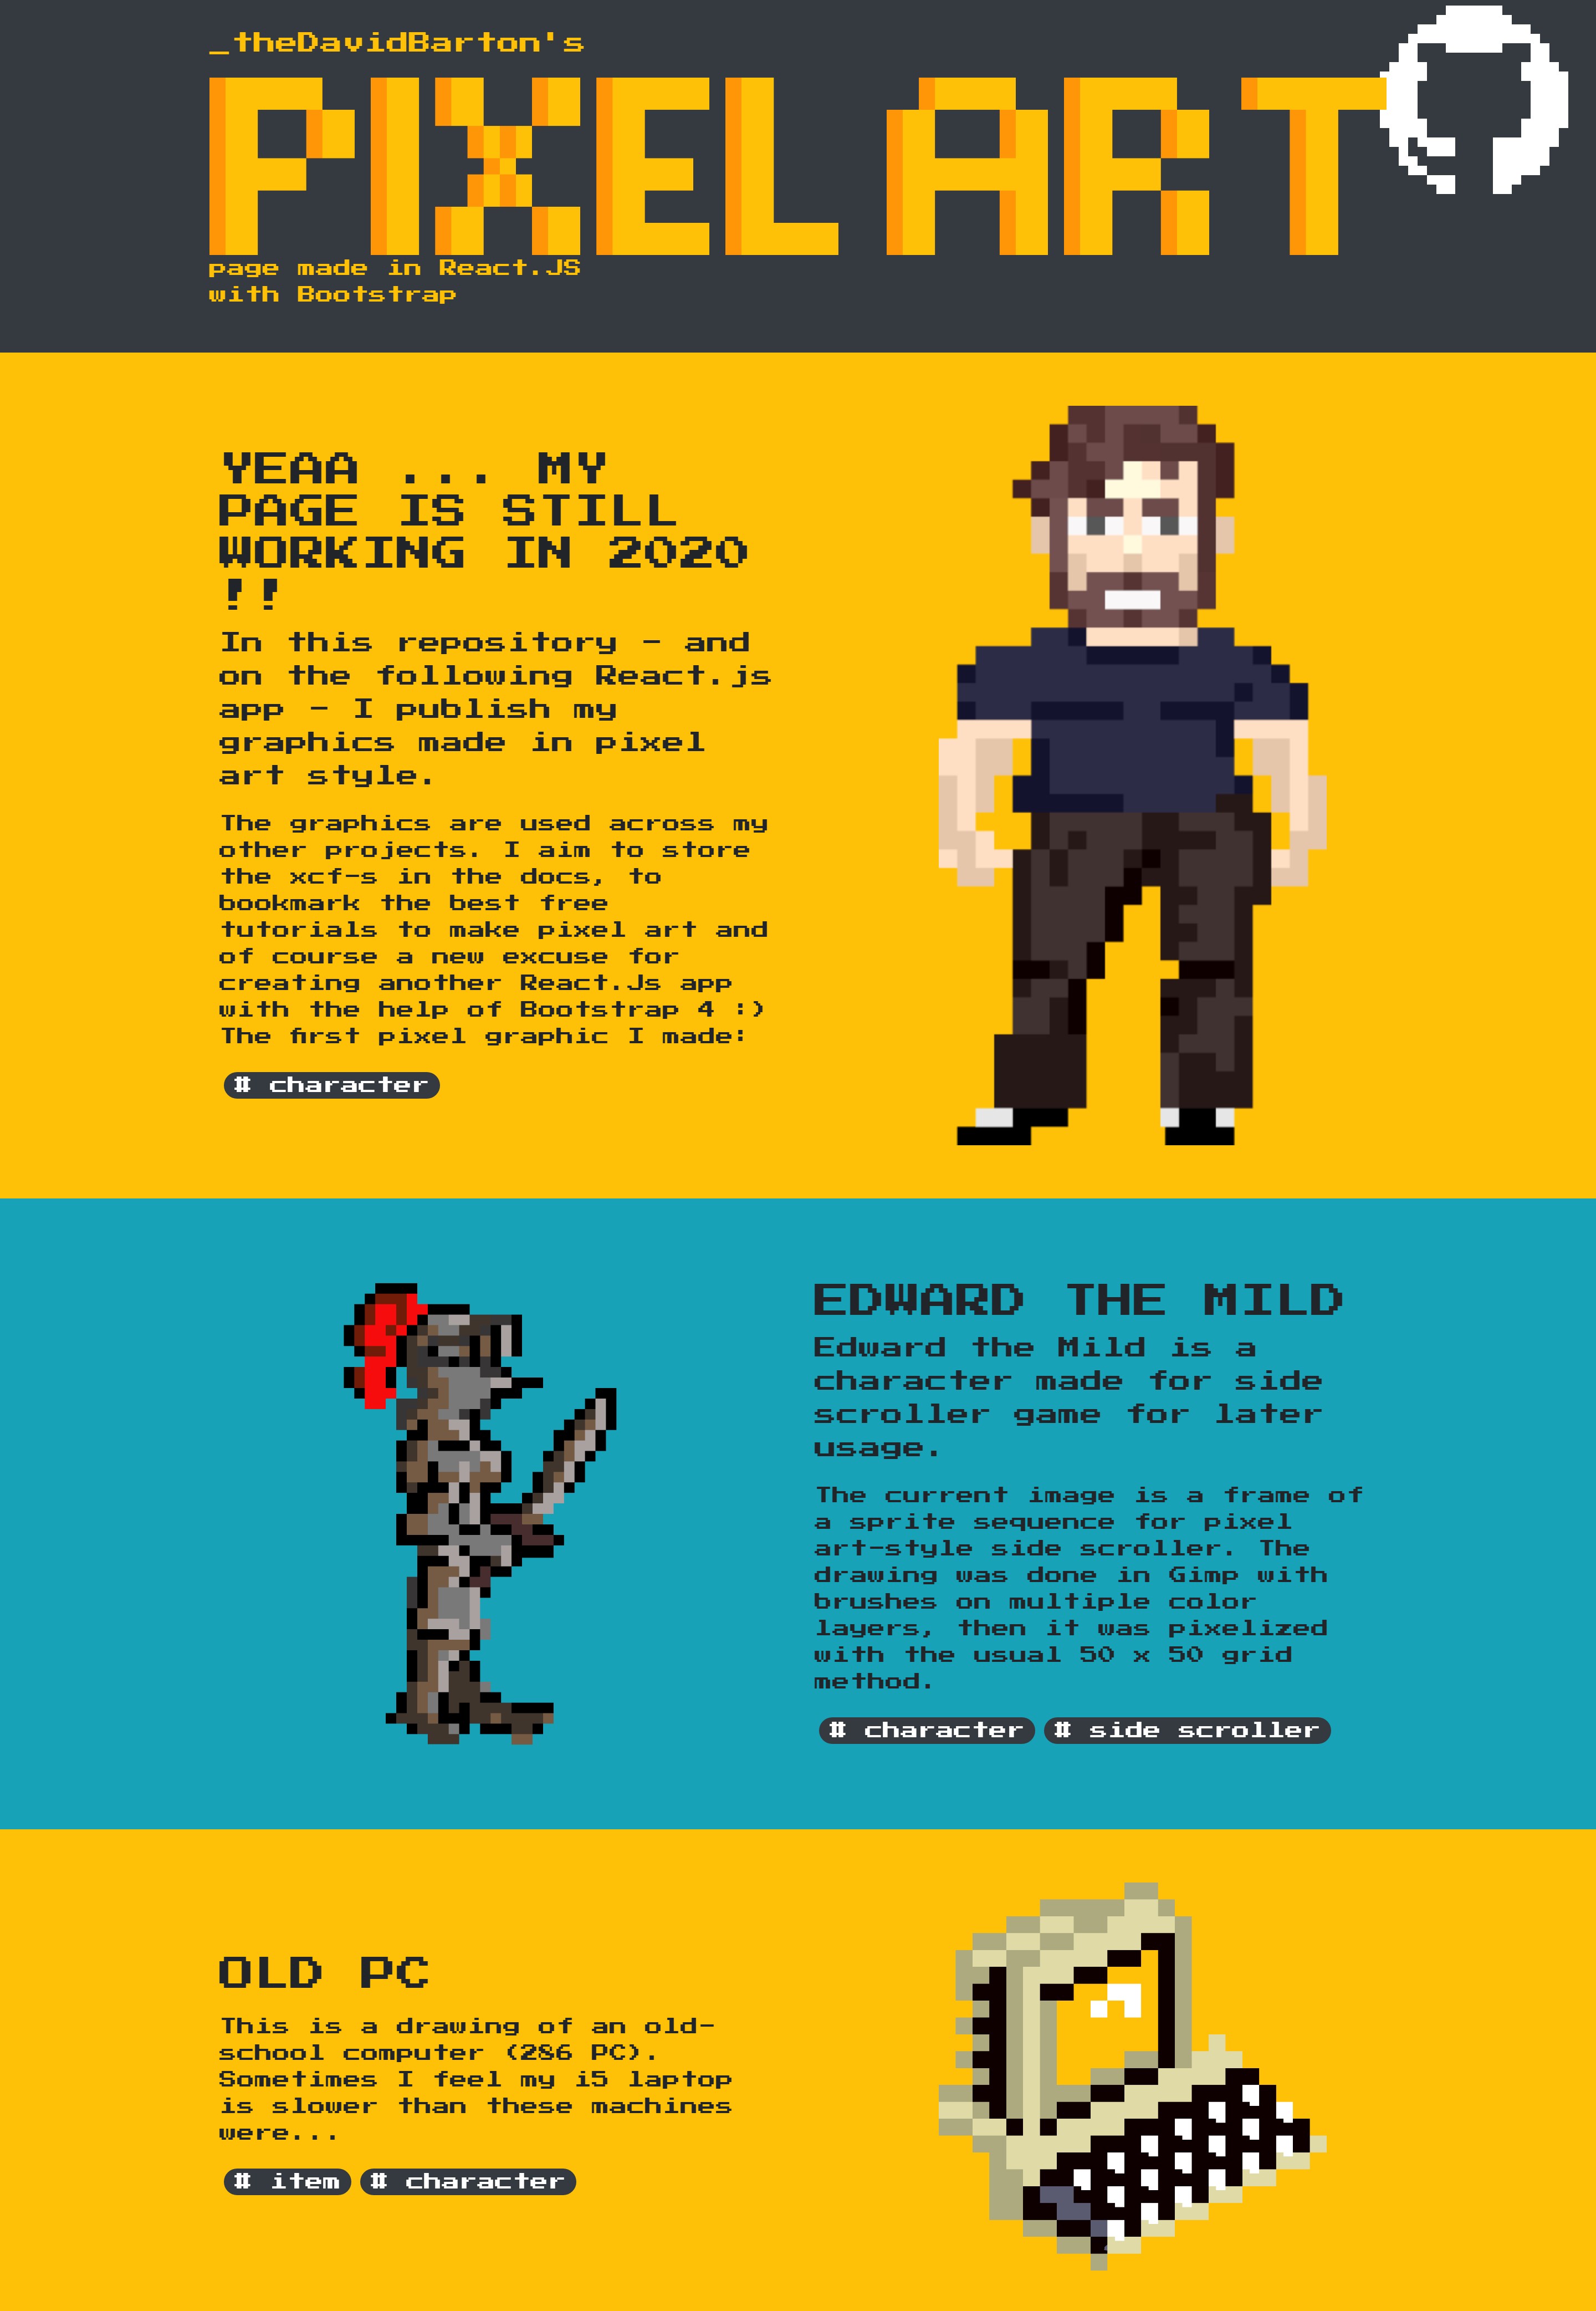 _theDavidBarton's
PIXEL ART
page made in React.JS
with Bootstrap
YEAA ... MY
PAGE IS STILL
WORKING IN 2020
!!
In this repository - and
on the following React.js
app - I publish my
graphics made in pixel
art style.
The graphics are used across my
other projects. I aim to store
the xcf-s in the docs, to
bookmark the best free
tutorials to make pixel art and
of course a new excuse for
creating another React.Js app
with the help of Bootstrap 4 :)
The first pixel graphic I made:
# character
EDWARD THE MILD
Edward the Mild is a
character made for side
scroller game for later
usage.
The current image is a frame of
a sprite sequence for pixel
art-style side scroller. The
drawing was done in Gimp with
brushes on multiple color
layers, then it was pixelized
with the usual 50 x 50 grid
method.
# character # side scroller
OLD PC
This is a drawing of an old-
school computer (286 PC).
Sometimes I feel my i5 laptop
is slower than these machines
were...
# item # character